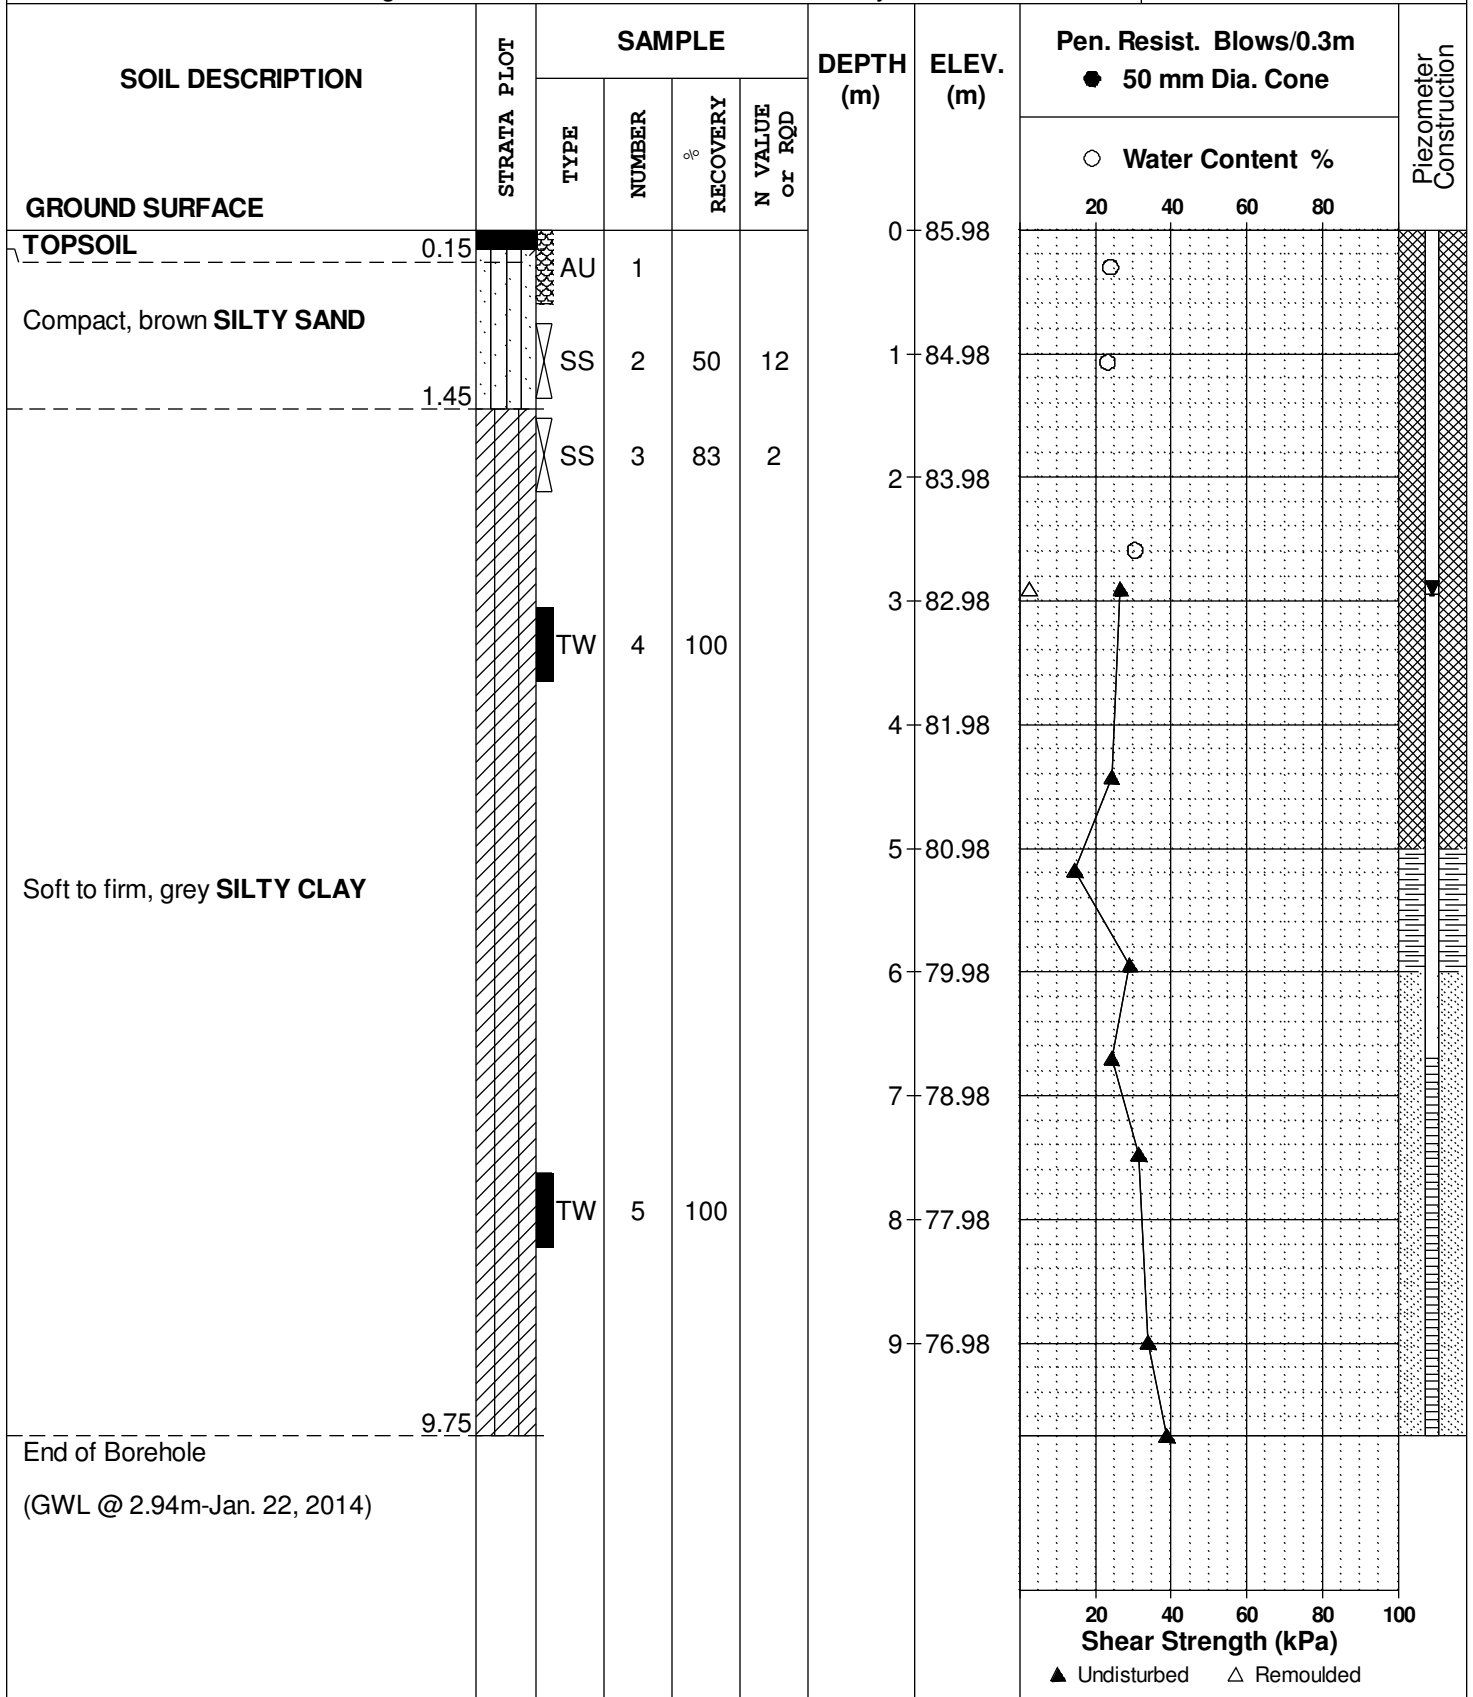 SOIL DESCRIPTION
GROUND SURFACE
STRATA PLOT
SAMPLE
TYPE
NUMBER
% RECOVERY
N VALUE or RQD
DEPTH (m)
ELEV. (m)
Pen. Resist. Blows/0.3m
● 50 mm Dia. Cone
○ Water Content %
20 40 60 80
Piezometer Construction
TOPSOIL 0.15
0 85.98
AU 1
Compact, brown SILTY SAND
SS 2 50 12
1 84.98
1.45
SS 3 83 2
2 83.98
3 82.98
TW 4 100
4 81.98
5 80.98
Soft to firm, grey SILTY CLAY
6 79.98
7 78.98
TW 5 100
8 77.98
9 76.98
9.75
End of Borehole
(GWL @ 2.94m-Jan. 22, 2014)
20 40 60 80 100
Shear Strength (kPa)
▲ Undisturbed △ Remoulded